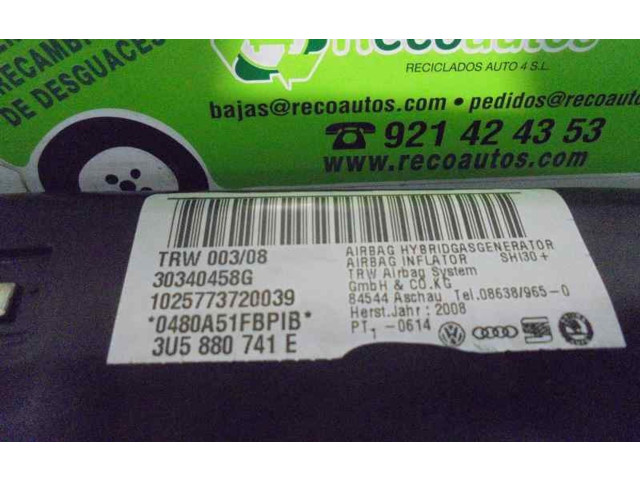 RECAMB
DE DESGUACES
Recoautos
RECICLADOS AUTO 4 S.L.
bajas@recoautos.com • pedidos@recoauto
☎ 921 42 43 53
www.recoautos.com
TRW 003/08
30340458G
1025773720039
*0480A51FBPIB*
3U5 880 741 E
AIRBAG HYBRIDGASGENERATOR
AIRBAG INFLATOR SHI30+
TRW Airbag System
GmbH & CO.KG
84544 Aschau Tel.08638/965-0
Herst.Jahr: 2008
PT1-0614